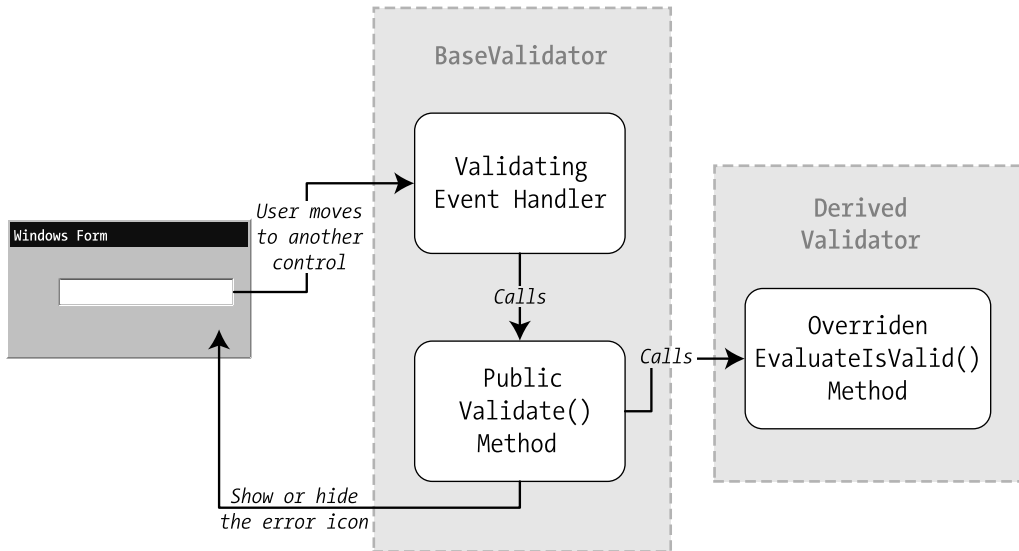 BaseValidator
Validating
Event Handler
User moves
to another
control
Windows Form
Calls
Derived
Validator
Public
Validate()
Method
Calls
Overriden
EvaluateIsValid()
Method
Show or hide
the error icon